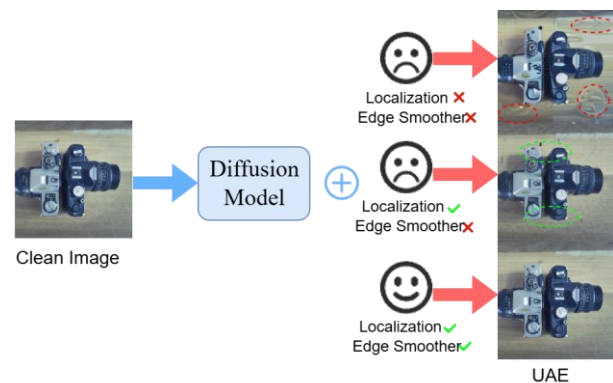 Localization ×
Edge Smoother×
Diffusion
Model
Localization ✓
Edge Smoother×
Clean Image
Localization ✓
Edge Smoother✓
UAE